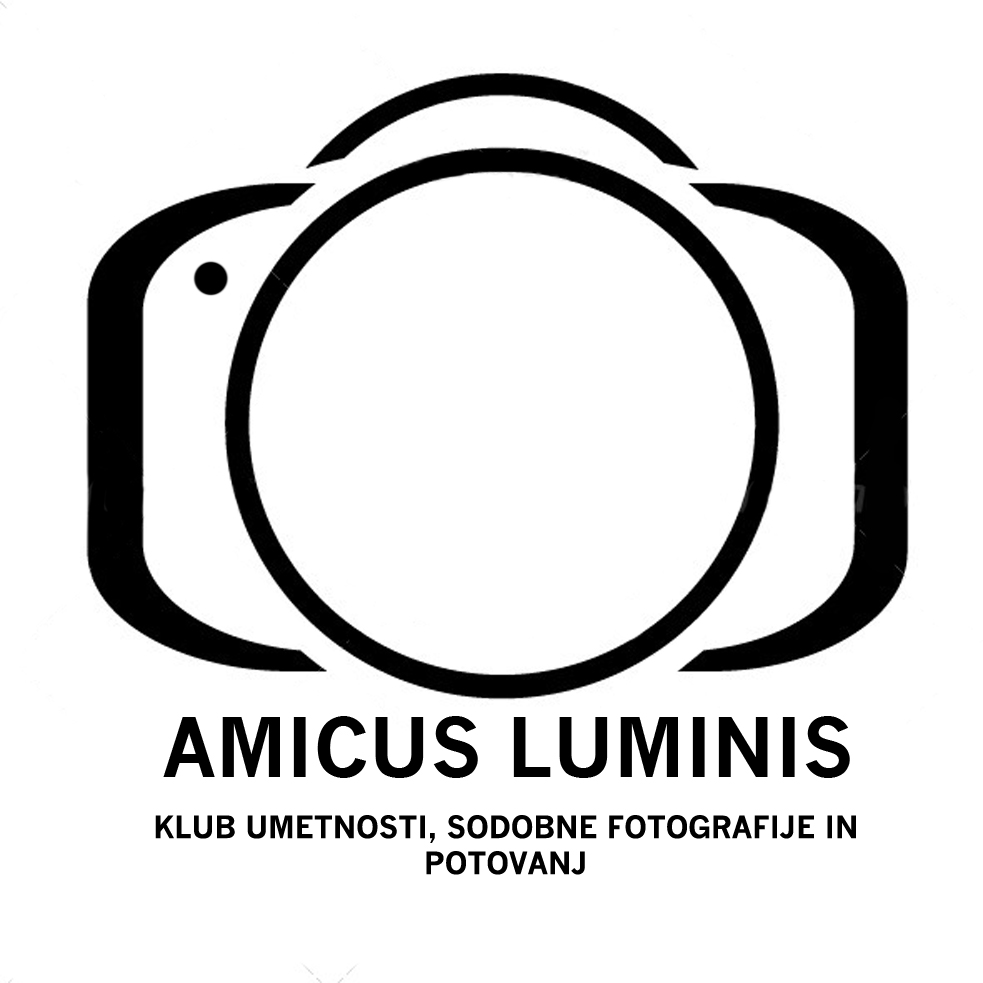 AMICUS LUMINIS
KLUB UMETNOSTI, SODOBNE FOTOGRAFIJE IN
POTOVANJ